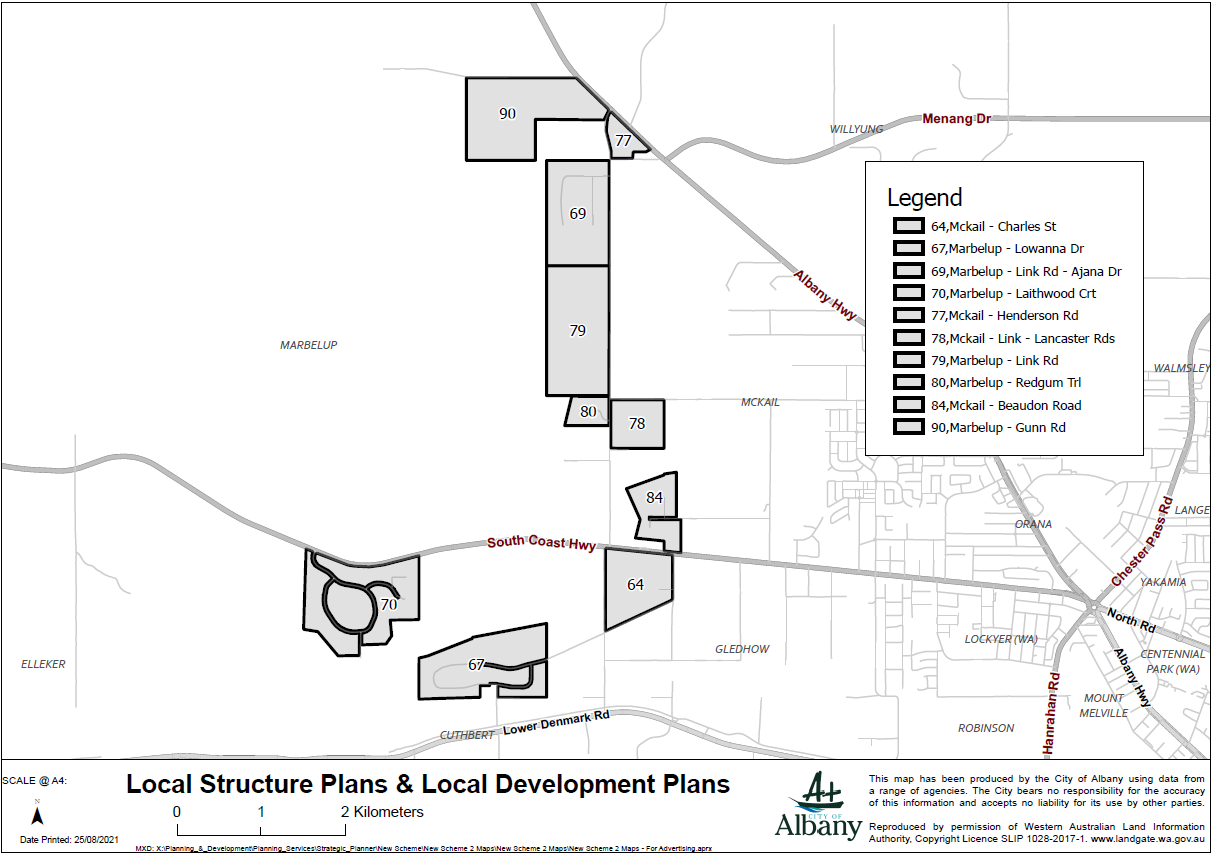 90
77
WILLYUNG
Menang Dr
69
Albany Hwy
79
MARBELUP
80
78
MCKAIL
Legend
64,Mckail - Charles St
67,Marbelup - Lowanna Dr
69,Marbelup - Link Rd - Ajana Dr
70,Marbelup - Laithwood Crt
77,Mckail - Henderson Rd
78,Mckail - Link - Lancaster Rds
79,Marbelup - Link Rd
80,Marbelup - Redgum Trl
84,Mckail - Beaudon Road
90,Marbelup - Gunn Rd
WALMSLEY
84
LANGE
ORANA
Chester Pass Rd
South Coast Hwy
64
70
YAKAMIA
North Rd
LOCKYER (WA)
GLEDHOW
CENTENNIAL
PARK (WA)
ELLEKER
67
Albany Hwy
Hanrahan Rd
MOUNT
MELVILLE
Lower Denmark Rd
CUTHBERT
ROBINSON
SCALE @ A4:
N
Date Printed: 25/08/2021
Local Structure Plans & Local Development Plans
0 1 2 Kilometers
MXD: X:\Planning_&_Development\Planning_Services\Strategic_Planner\New Scheme\New Scheme 2 Maps\New Scheme 2 Maps\New Scheme 2 Maps - For Advertising.aprx
CITY OF
Albany
This map has been produced by the City of Albany using data from
a range of agencies. The City bears no responsibility for the accuracy
of this information and accepts no liability for its use by other parties.
Reproduced by permission of Western Australian Land Information
Authority, Copyright Licence SLIP 1028-2017-1. www.landgate.wa.gov.au